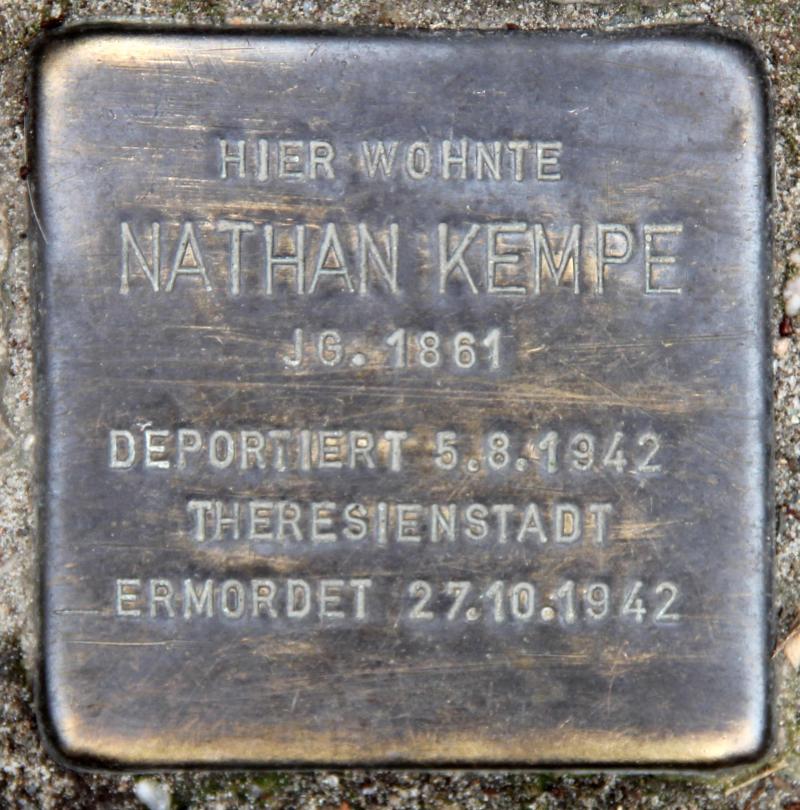 HIER WOHNTE
NATHAN KEMPE
JG. 1861
DEPORTIERT 5.8.1942
THERESIENSTADT
ERMORDET 27.10.1942